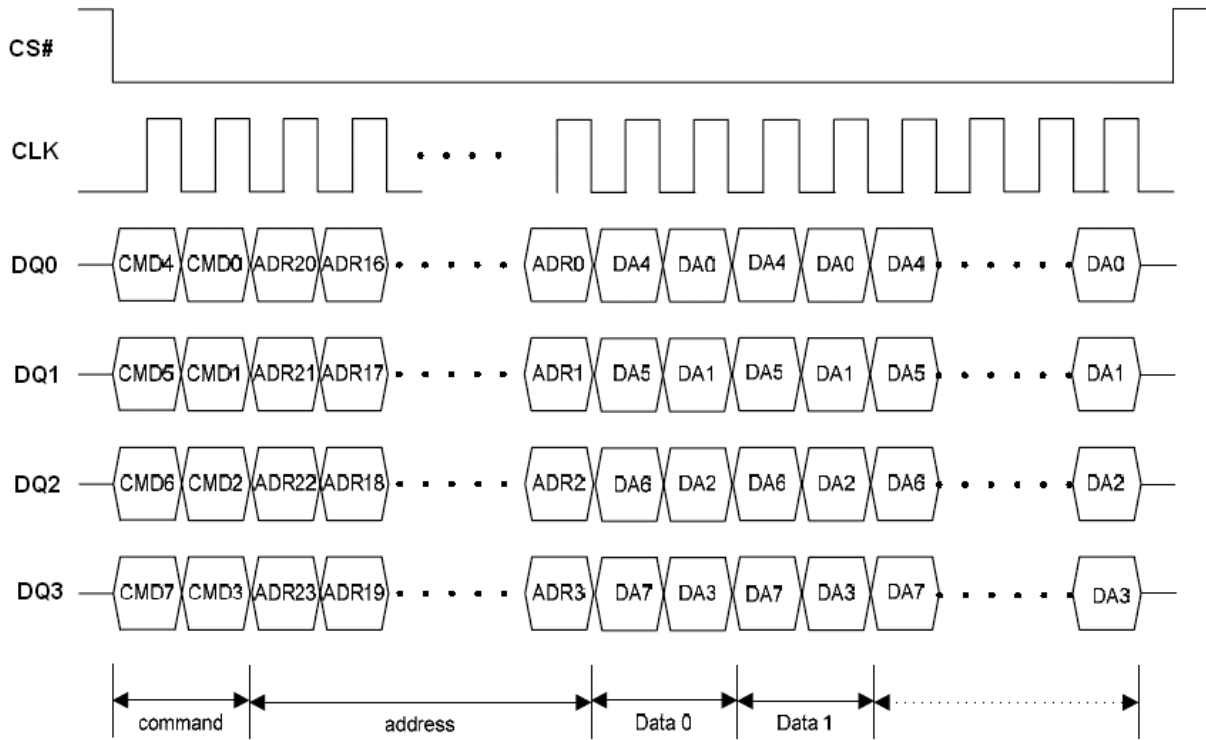 CS#
CLK
DQ0 CMD4 CMD0 ADR20 ADR16 ADR0 DA4 DA0 DA4 DA0 DA4 DA0
DQ1 CMD5 CMD1 ADR21 ADR17 ADR1 DA5 DA1 DA5 DA1 DA5 DA1
DQ2 CMD6 CMD2 ADR22 ADR18 ADR2 DA6 DA2 DA6 DA2 DA6 DA2
DQ3 CMD7 CMD3 ADR23 ADR19 ADR3 DA7 DA3 DA7 DA3 DA7 DA3
command address Data 0 Data 1